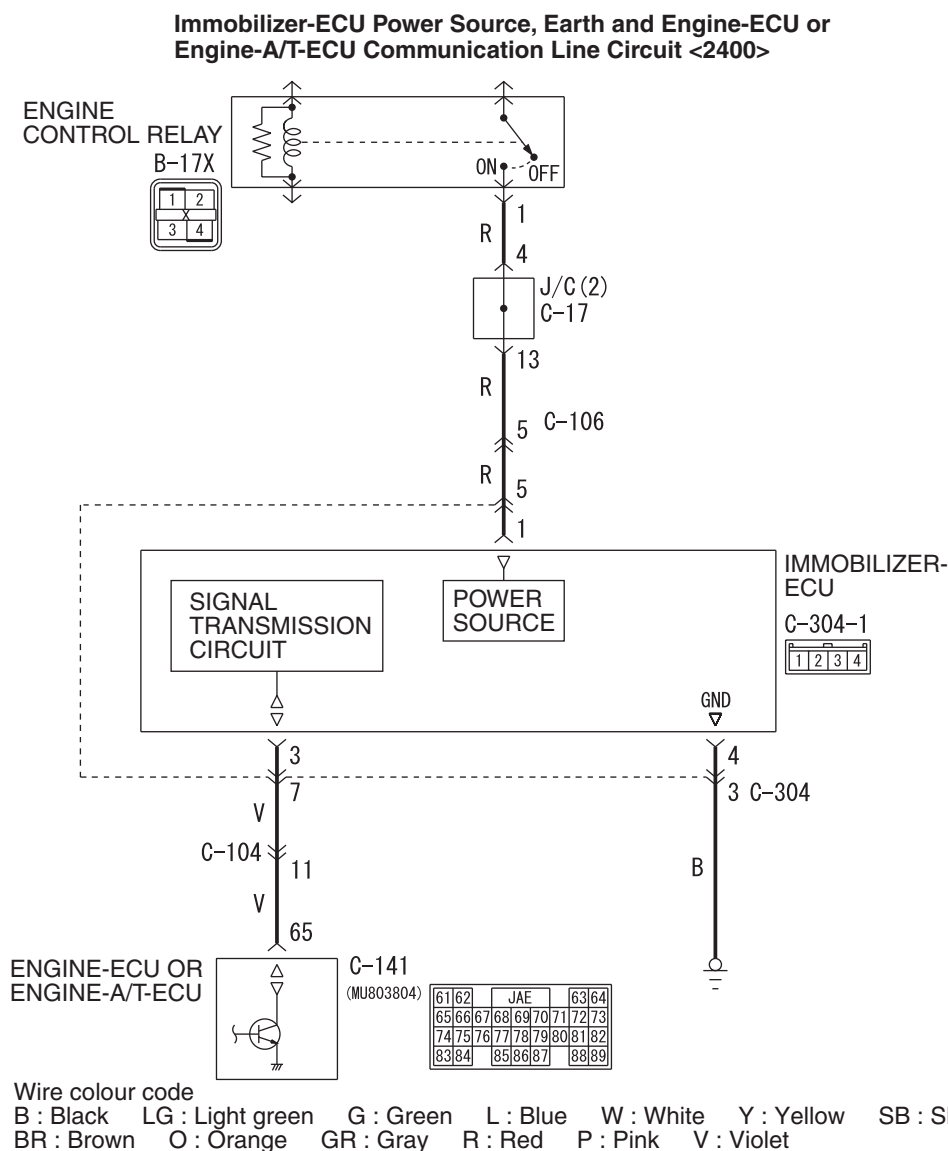 Immobilizer-ECU Power Source, Earth and Engine-ECU or
Engine-A/T-ECU Communication Line Circuit <2400>
ENGINE
CONTROL RELAY
B-17X
1 2
X
3 4
ON
OFF
1
R
4
J/C(2)
C-17
13
R
5 C-106
R
5
1
IMMOBILIZER-
ECU
C-304-1
1 2 3 4
SIGNAL
TRANSMISSION
CIRCUIT
POWER
SOURCE
GND
3
4
7
3 C-304
V
C-104
11
B
V
65
ENGINE-ECU OR
ENGINE-A/T-ECU
C-141
(MU803804)
61 62 JAE 63 64
65 66 67 68 69 70 71 72 73
74 75 76 77 78 79 80 81 82
83 84 85 86 87 88 89
Wire colour code
B : Black LG : Light green G : Green L : Blue W : White Y : Yellow SB :
BR : Brown O : Orange GR : Gray R : Red P : Pink V : Violet